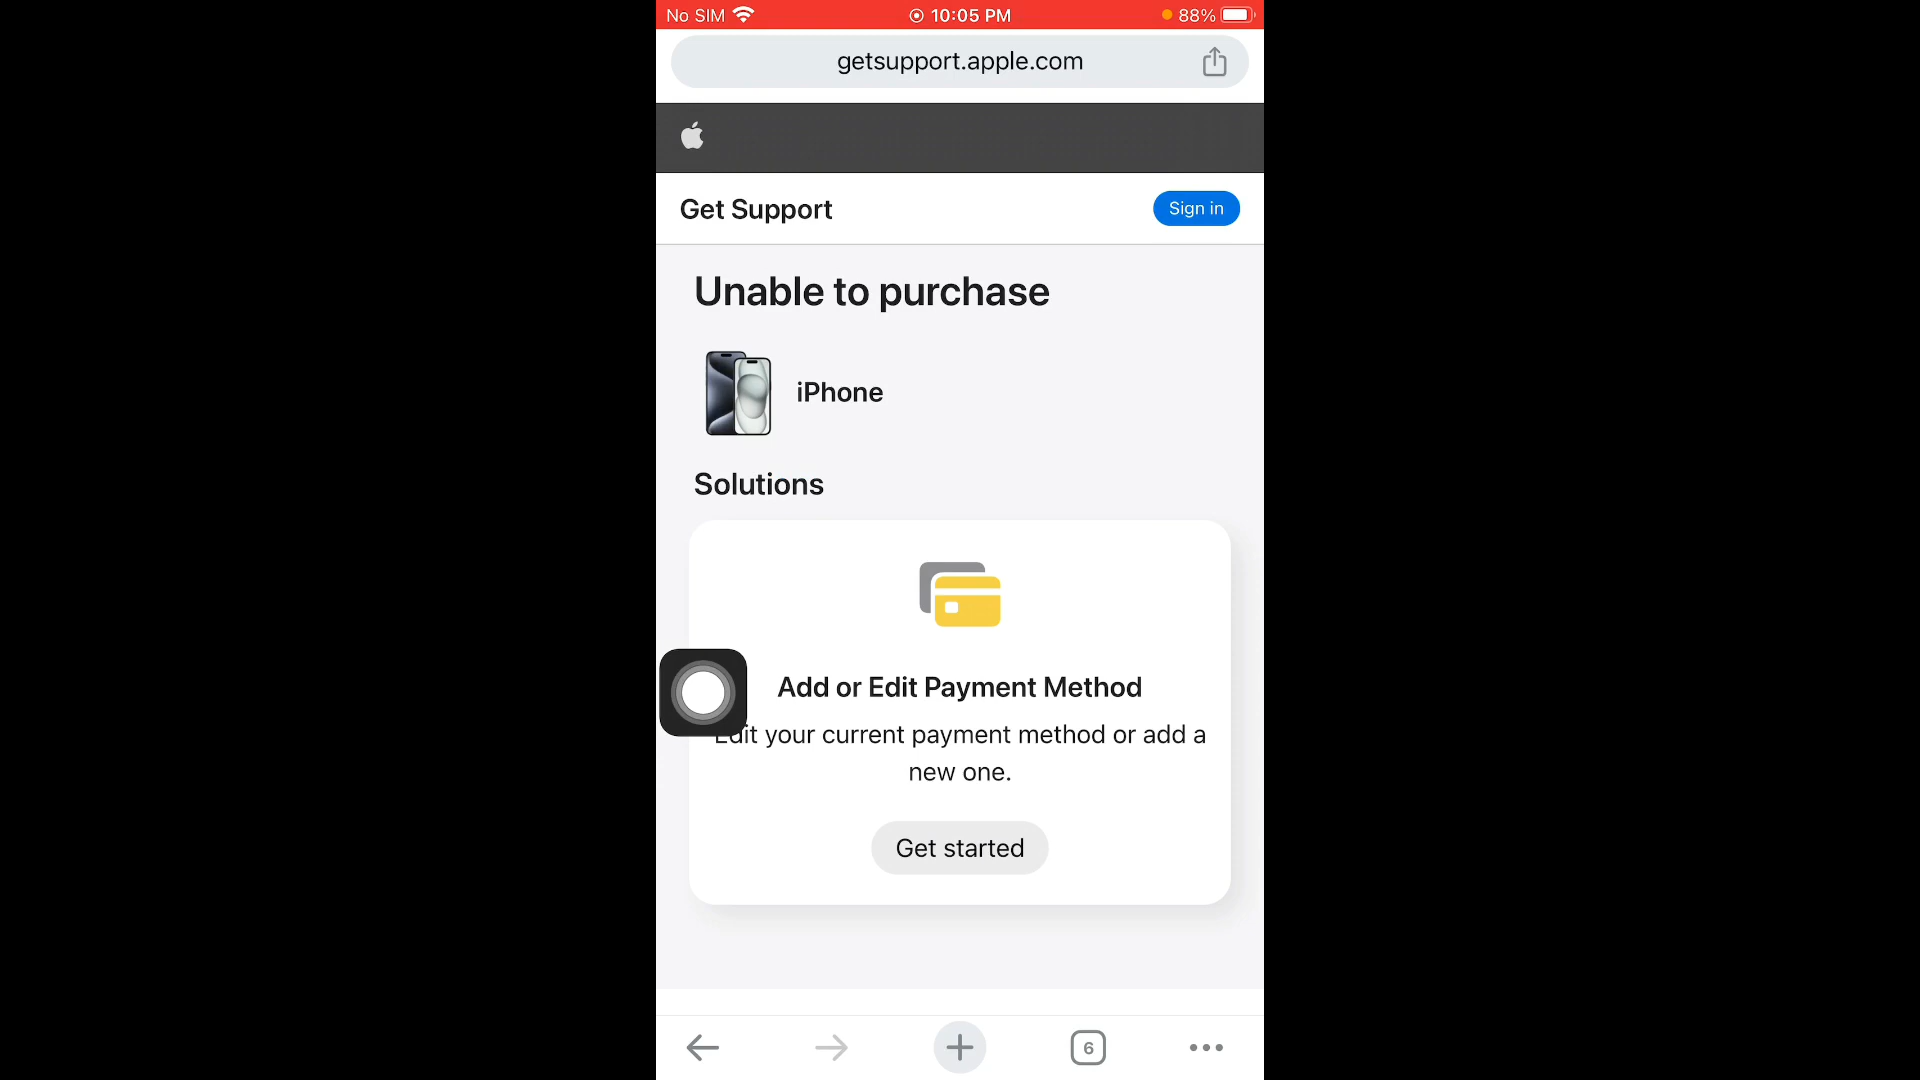 No SIM 10:05 PM 88%
getsupport.apple.com
Get Support Sign in
Unable to purchase
iPhone
Solutions
Add or Edit Payment Method
Edit your current payment method or add a
new one.
Get started
6